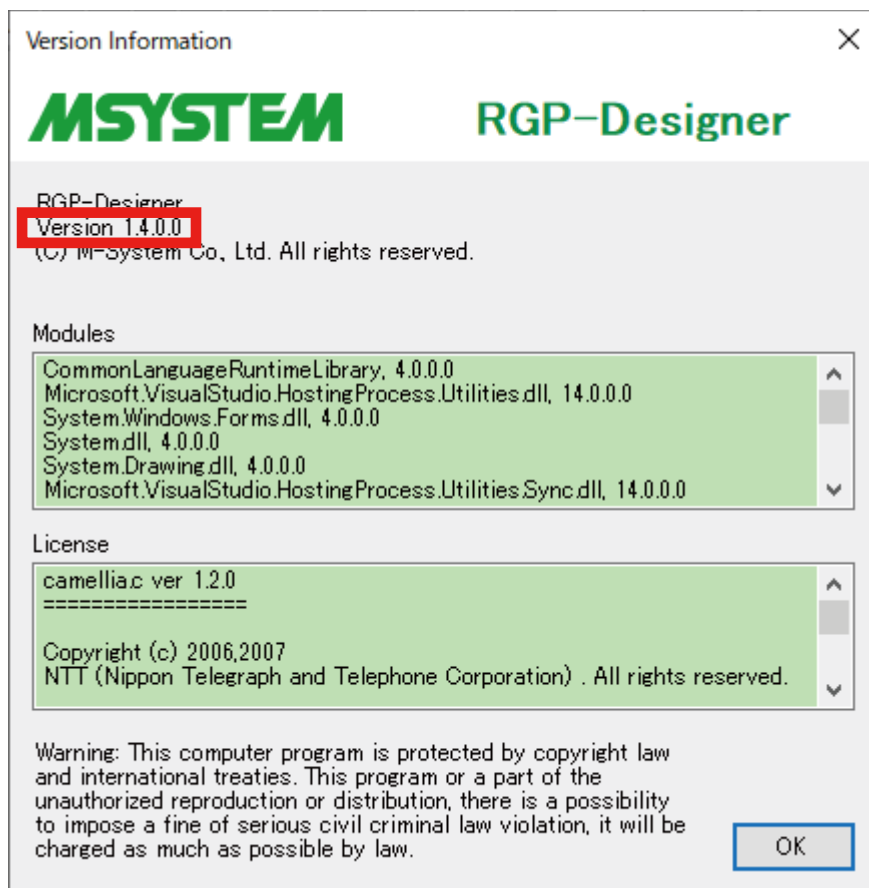 Version Information
MSYSTEM
RGP-Designer
RGP-Designer
Version 1.4.0.0
(C) M-System Co., Ltd. All rights reserved.
Modules
CommonLanguageRuntimeLibrary, 4.0.0.0
Microsoft.VisualStudio.HostingProcess.Utilities.dll, 14.0.0.0
System.Windows.Forms.dll, 4.0.0.0
System.dll, 4.0.0.0
System.Drawing.dll, 4.0.0.0
Microsoft.VisualStudio.HostingProcess.Utilities.Sync.dll, 14.0.0.0
License
camellia.c ver 1.2.0
=================
Copyright (c) 2006,2007
NTT (Nippon Telegraph and Telephone Corporation) . All rights reserved.
Warning: This computer program is protected by copyright law
and international treaties. This program or a part of the
unauthorized reproduction or distribution, there is a possibility
to impose a fine of serious civil criminal law violation, it will be
charged as much as possible by law.
OK